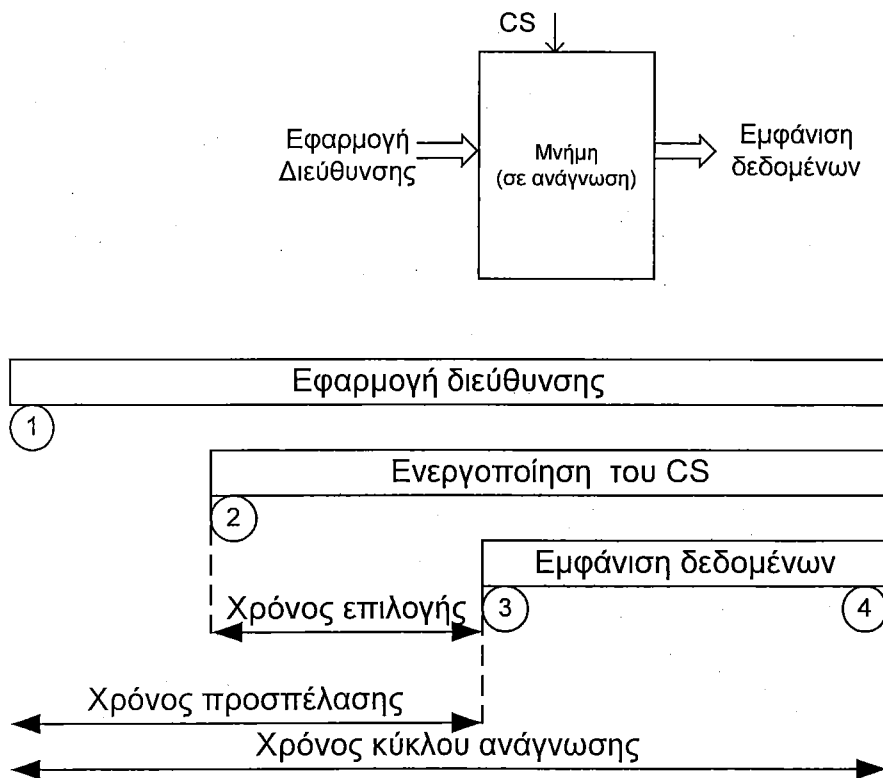 CS
Εφαρμογή
Διεύθυνσης
Μνήμη
(σε ανάγνωση)
Εμφάνιση
δεδομένων
Εφαρμογή διεύθυνσης
1
Ενεργοποίηση του CS
2
Εμφάνιση δεδομένων
3
4
Χρόνος επιλογής
Χρόνος προσπέλασης
Χρόνος κύκλου ανάγνωσης